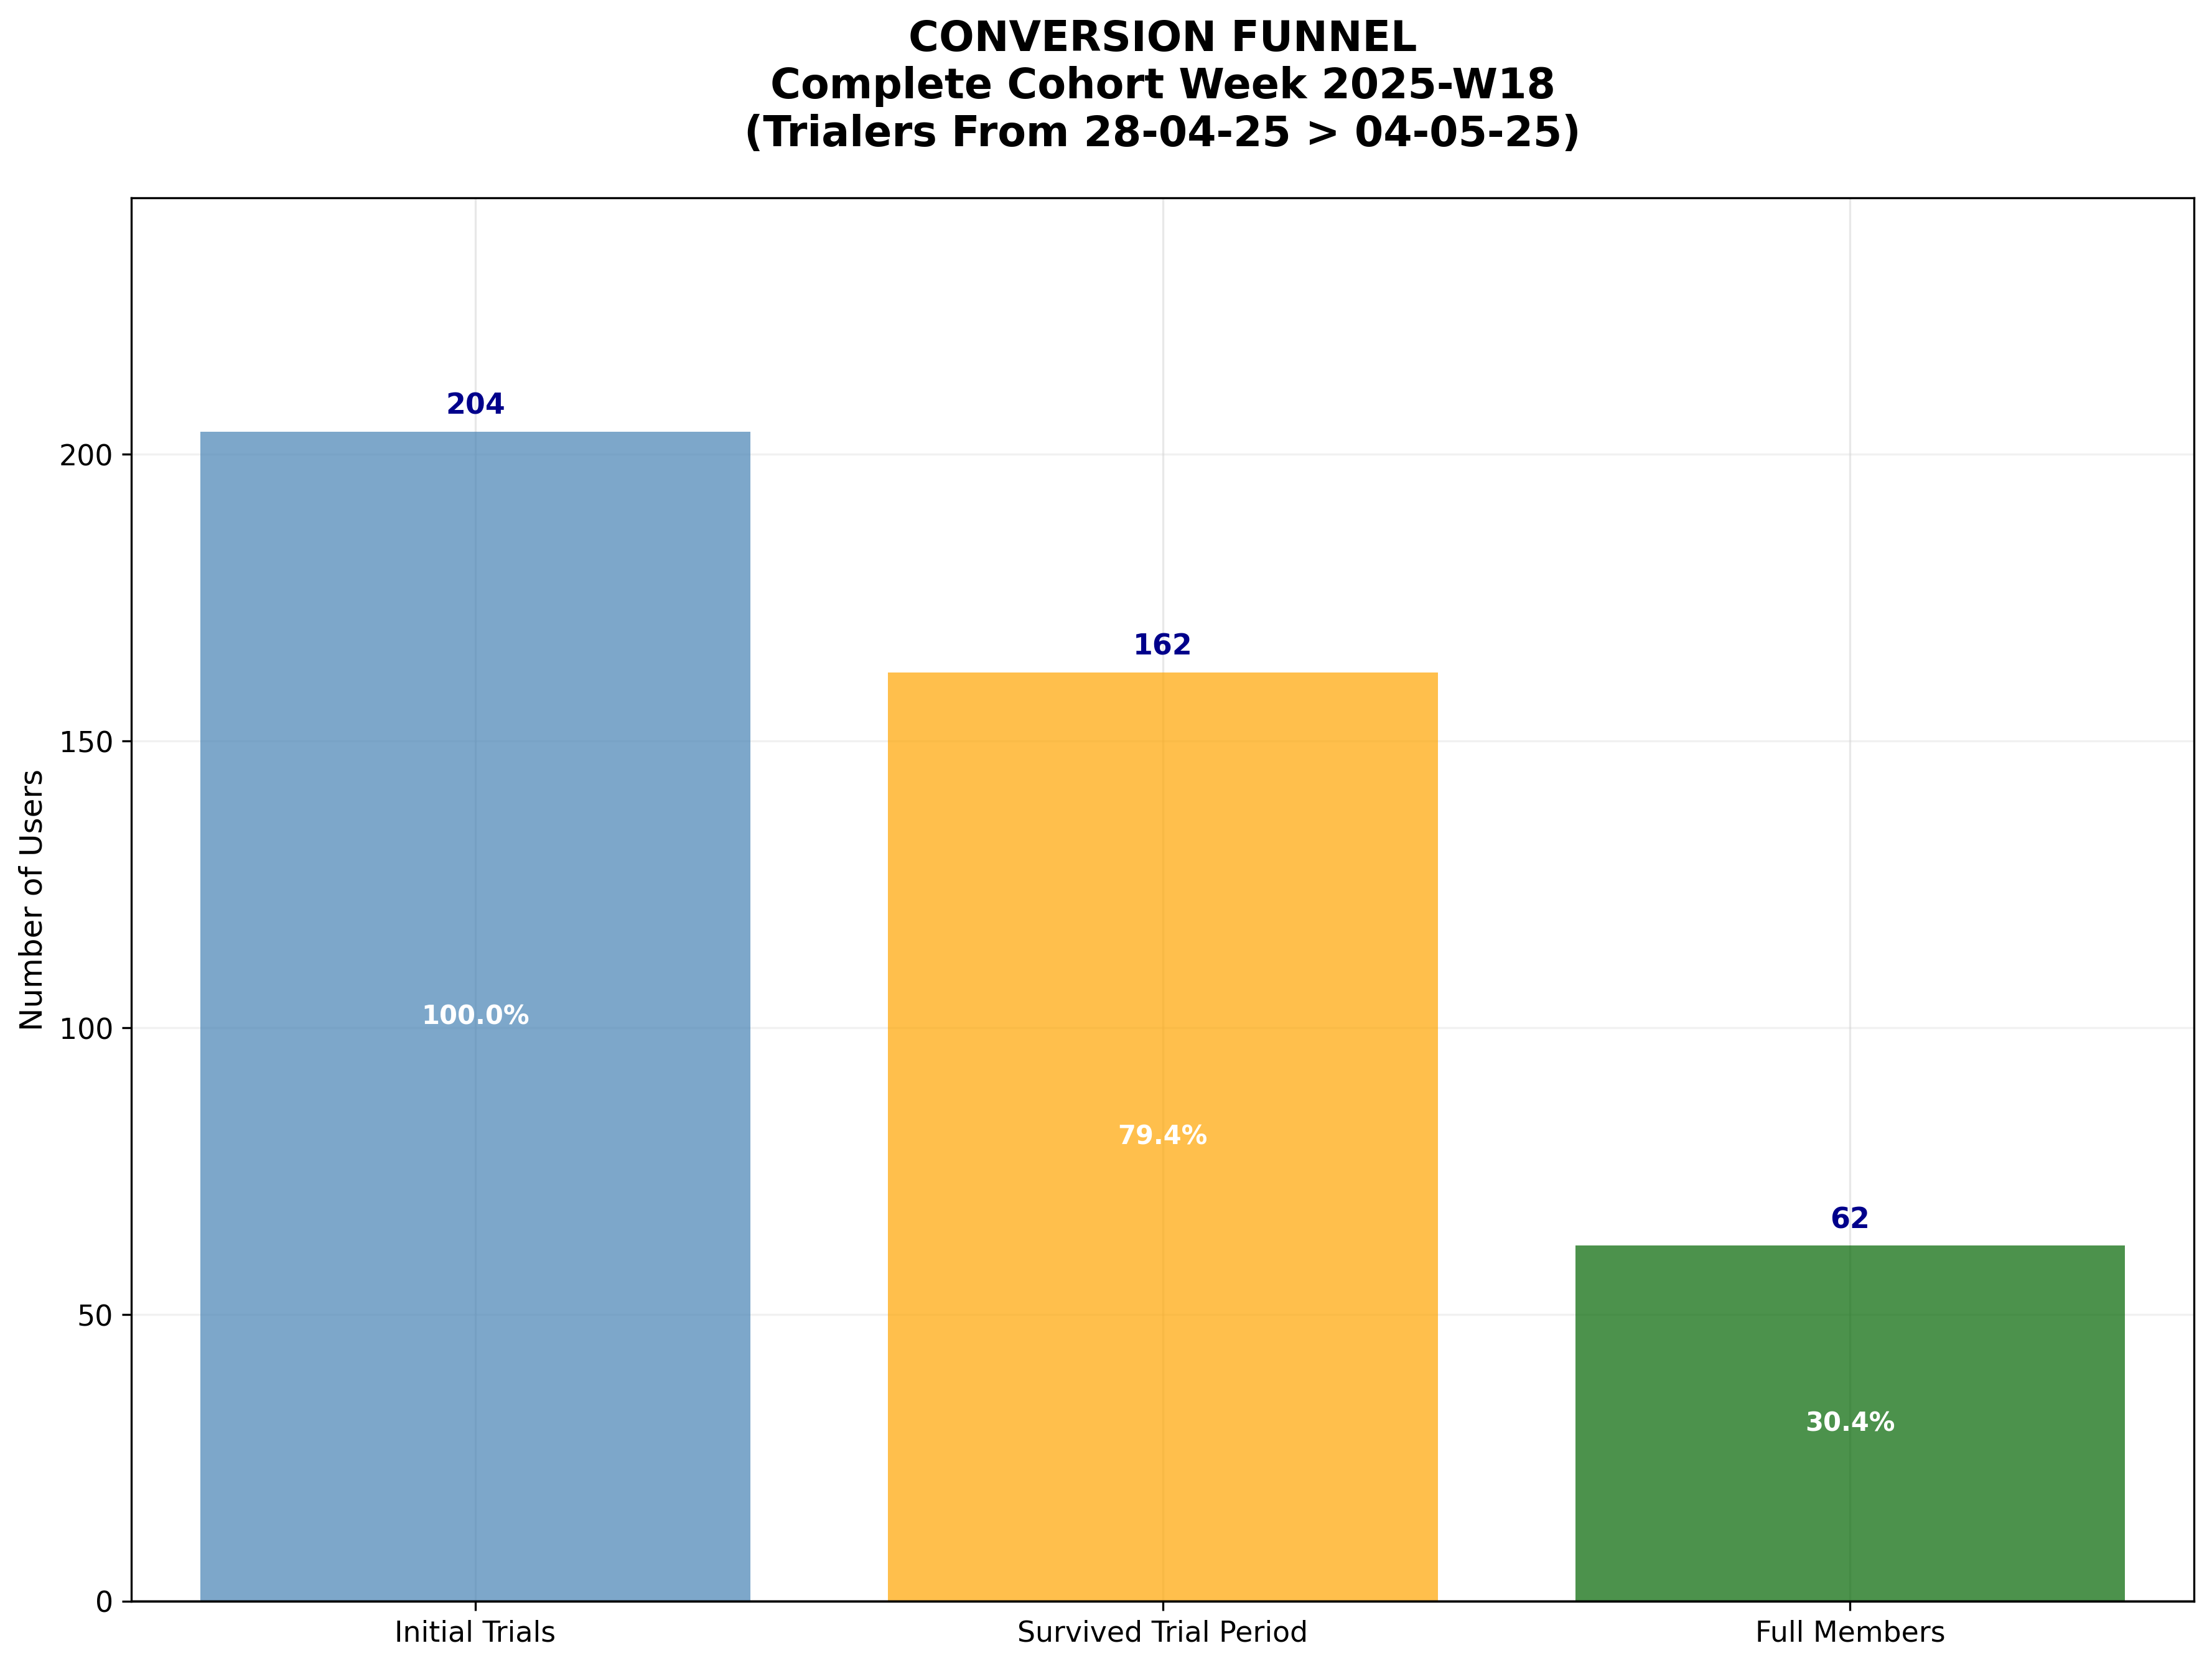 CONVERSION FUNNEL
Complete Cohort Week 2025-W18
(Trialers From 28-04-25 > 04-05-25)
Number of Users
200
150
100
50
0
204
100.0%
162
79.4%
62
30.4%
Initial Trials
Survived Trial Period
Full Members